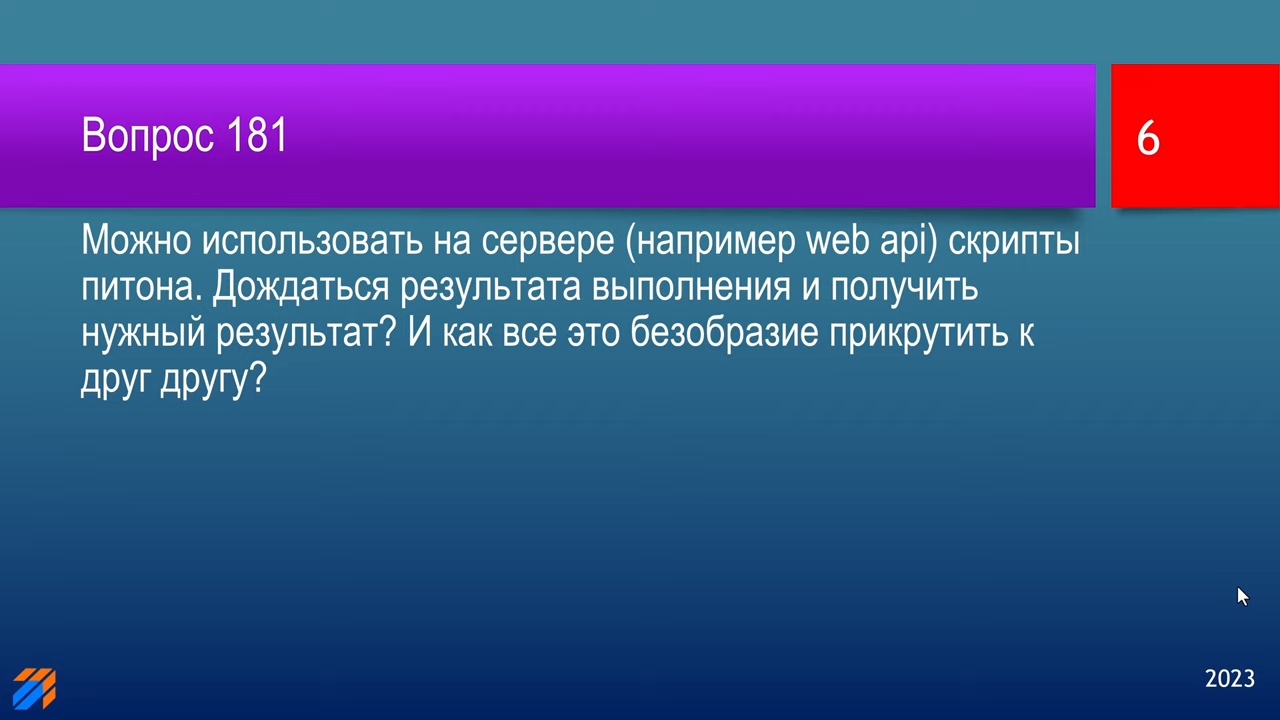 Вопрос 181
6
Можно использовать на сервере (например web api) скрипты
питона. Дождаться результата выполнения и получить
нужный результат? И как все это безобразие прикрутить к
друг другу?
2023